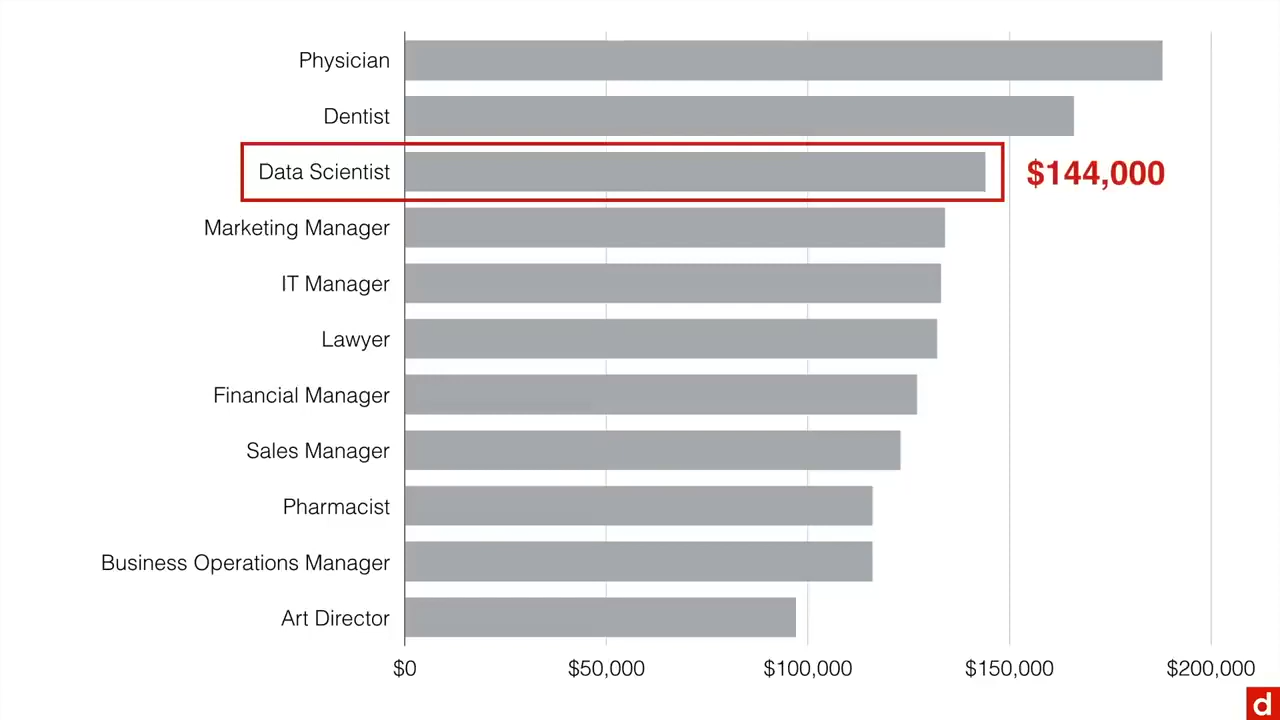 Physician
Dentist
Data Scientist
$144,000
Marketing Manager
IT Manager
Lawyer
Financial Manager
Sales Manager
Pharmacist
Business Operations Manager
Art Director
$0
$50,000
$100,000
$150,000
$200,000
d